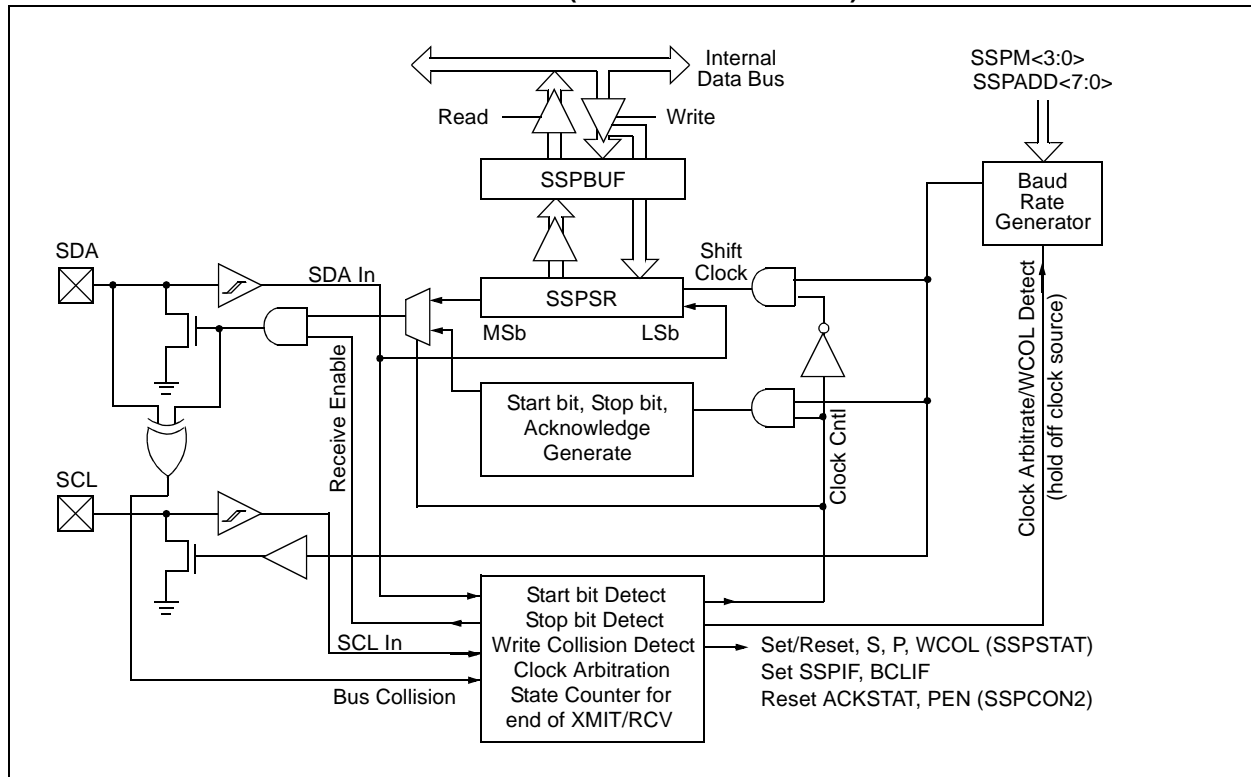 Internal
Data Bus
Read
Write
SSPM<3:0>
SSPADD<7:0>
SSPBUF
Baud
Rate
Generator
SDA
SDA In
Shift
Clock
SSPSR
MSb
LSb
Start bit, Stop bit,
Acknowledge
Generate
Receive Enable
Clock Cntl
Clock Arbitrate/WCOL Detect
(hold off clock source)
SCL
SCL In
Bus Collision
Start bit Detect
Stop bit Detect
Write Collision Detect
Clock Arbitration
State Counter for
end of XMIT/RCV
Set/Reset, S, P, WCOL (SSPSTAT)
Set SSPIF, BCLIF
Reset ACKSTAT, PEN (SSPCON2)